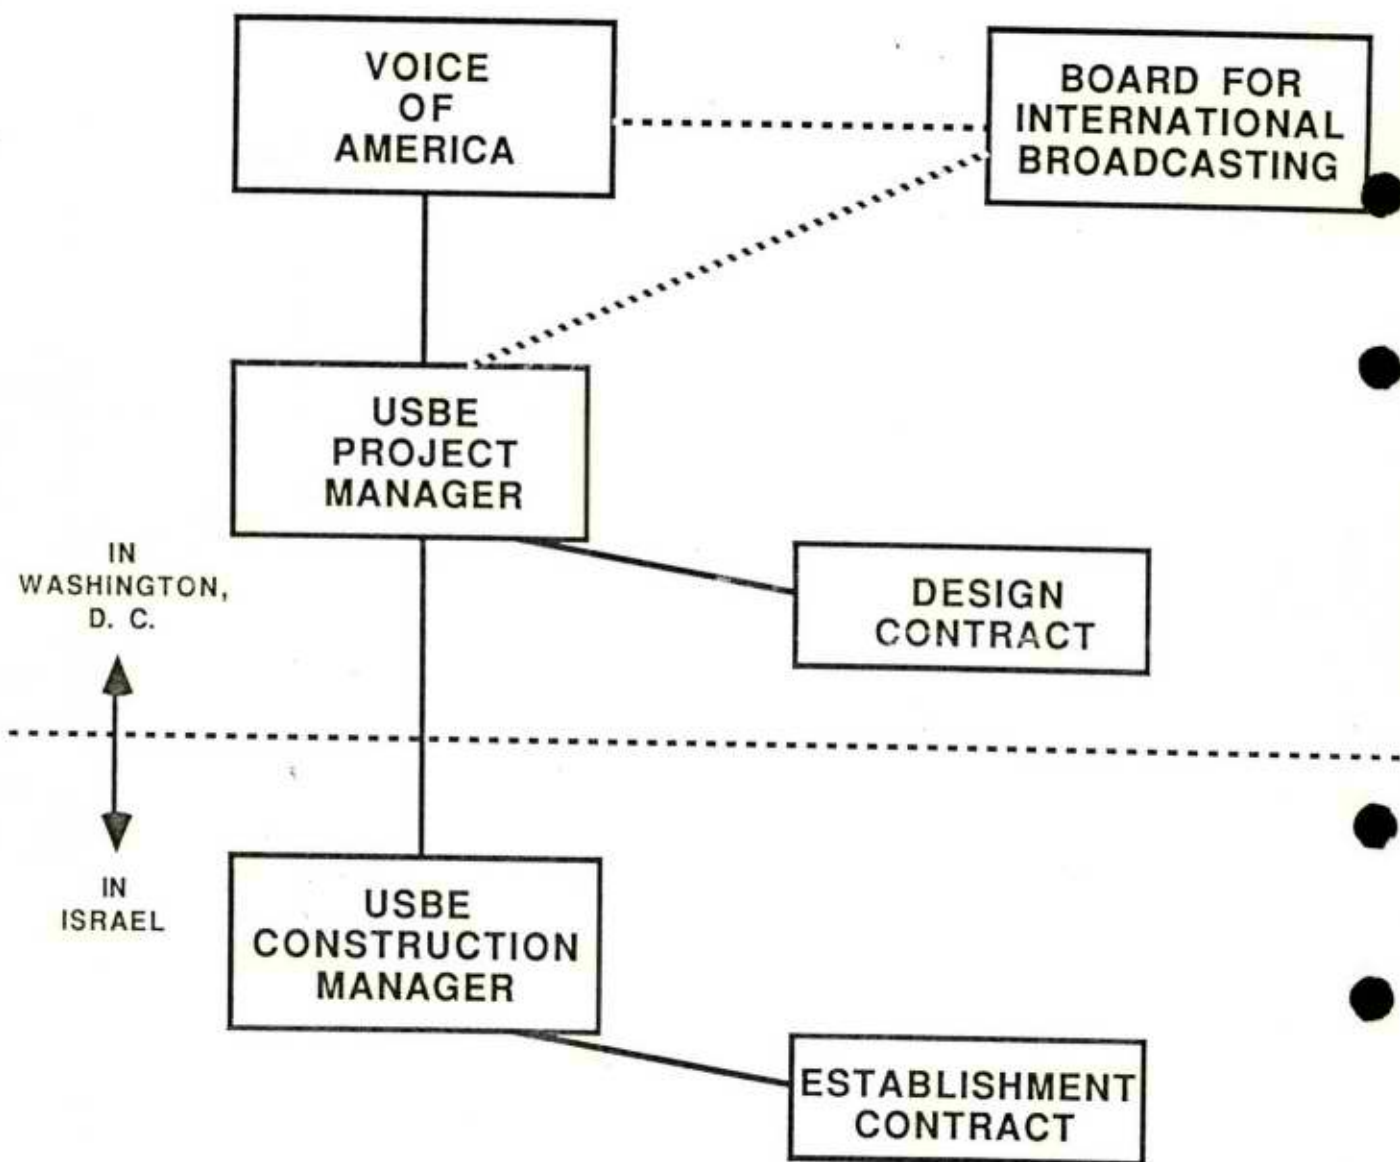 VOICE
OF
AMERICA
BOARD FOR
INTERNATIONAL
BROADCASTING
USBE
PROJECT
MANAGER
IN
WASHINGTON,
D. C.
DESIGN
CONTRACT
IN
ISRAEL
USBE
CONSTRUCTION
MANAGER
ESTABLISHMENT
CONTRACT